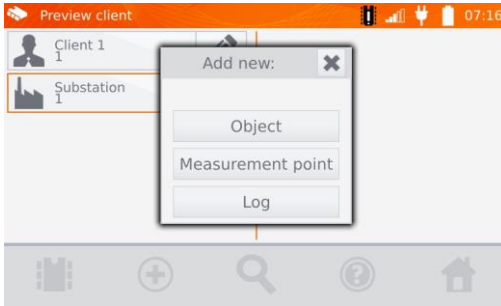 Preview client
07:16
Client 1
1
Substation
1
Add new:
Object
Measurement point
Log